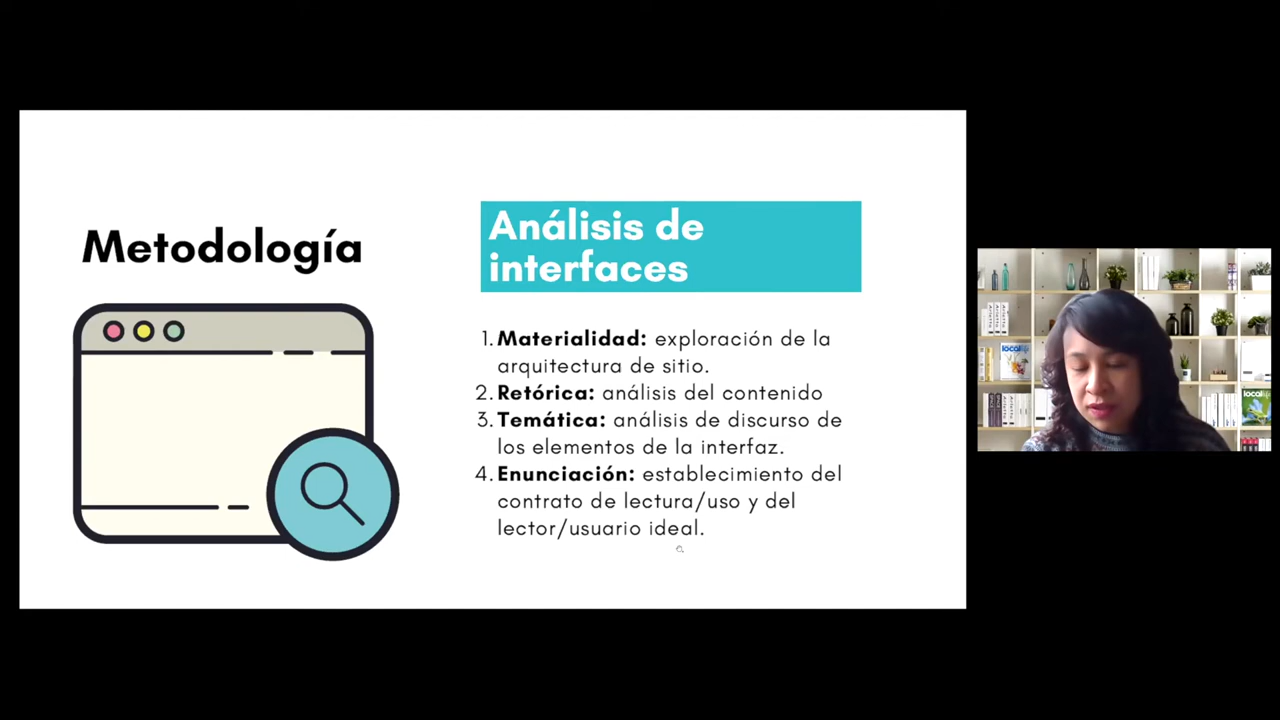 Metodología
Análisis de
interfaces
1. Materialidad: exploración de la
arquitectura de sitio.
2. Retórica: análisis del contenido
3. Temática: análisis de discurso de
los elementos de la interfaz.
4. Enunciación: establecimiento del
contrato de lectura/uso y del
lector/usuario ideal.